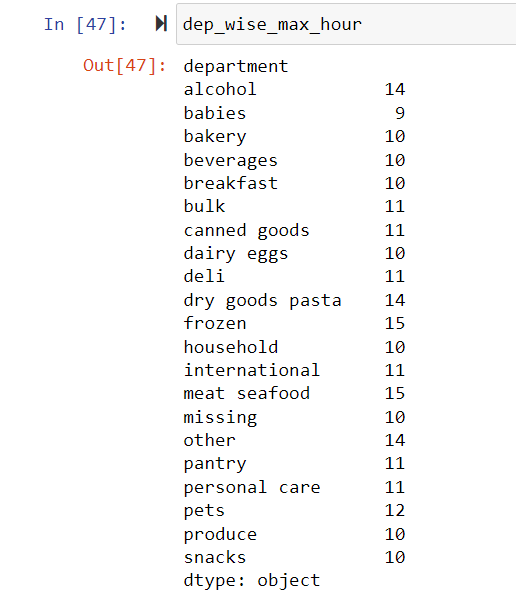 In [47]: dep_wise_max_hour
Out[47]: department
alcohol 14
babies 9
bakery 10
beverages 10
breakfast 10
bulk 11
canned goods 11
dairy eggs 10
deli 11
dry goods pasta 14
frozen 15
household 10
international 11
meat seafood 15
missing 10
other 14
pantry 11
personal care 11
pets 12
produce 10
snacks 10
dtype: object